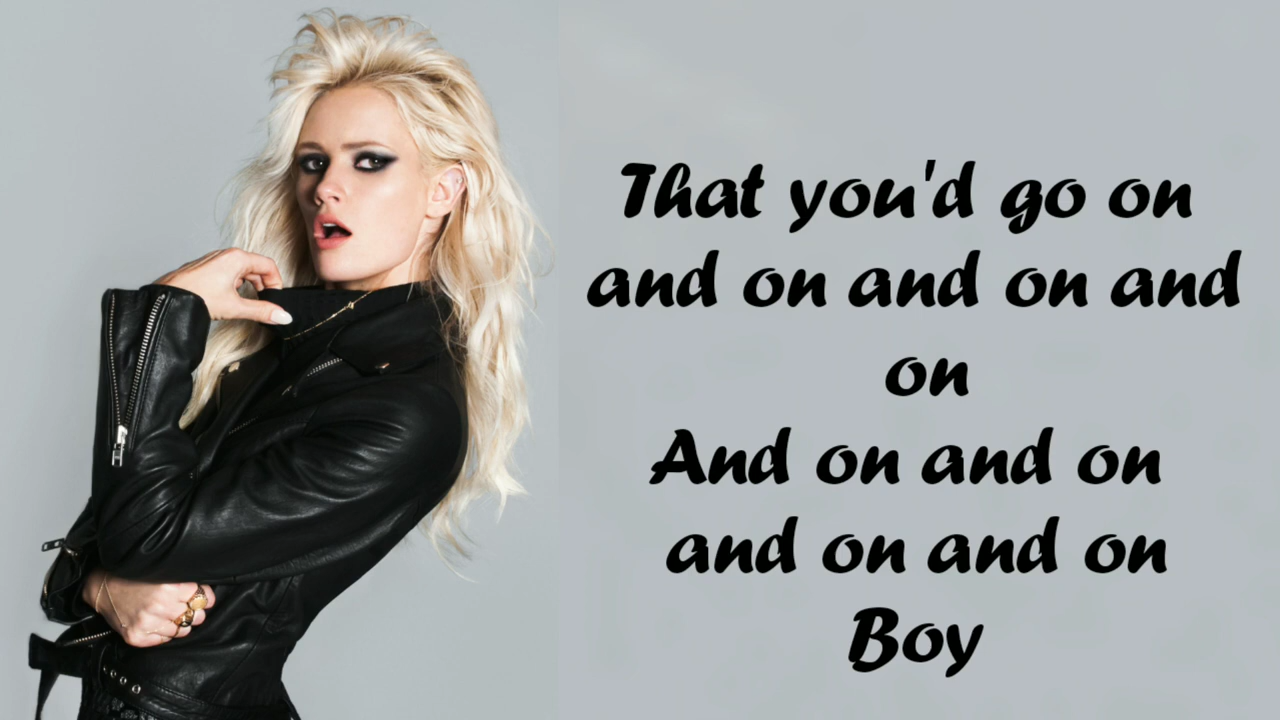 That you'd go on
and on and on and
on
And on and on
and on and on
Boy